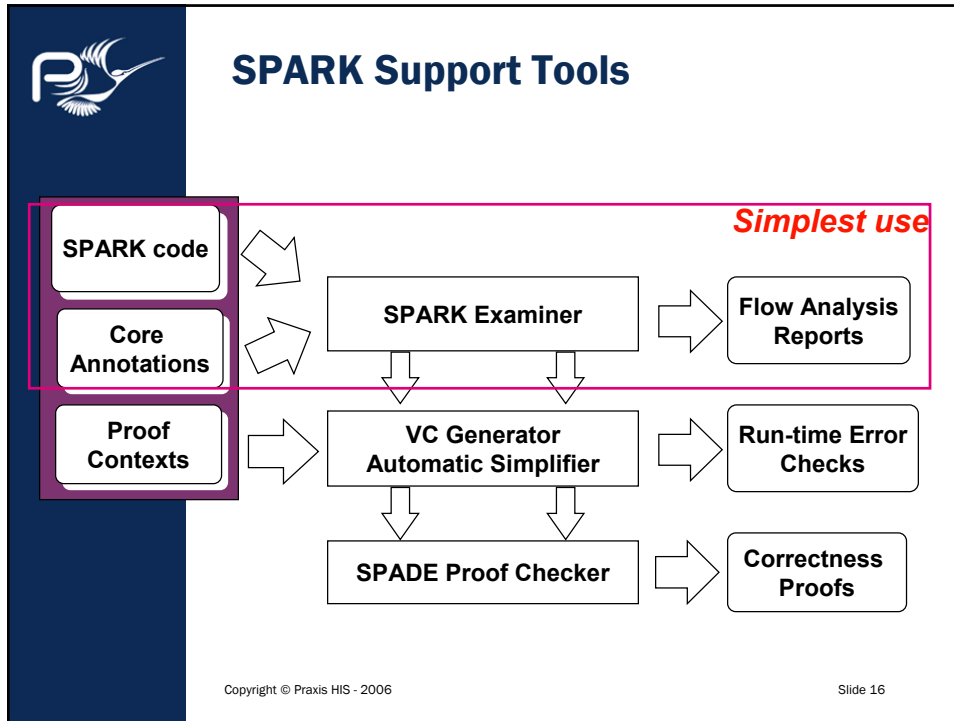 SPARK Support Tools
Simplest use
SPARK code
Core
Annotations
Proof
Contexts
SPARK Examiner
Flow Analysis
Reports
VC Generator
Automatic Simplifier
Run-time Error
Checks
SPADE Proof Checker
Correctness
Proofs
Copyright © Praxis HIS - 2006
Slide 16